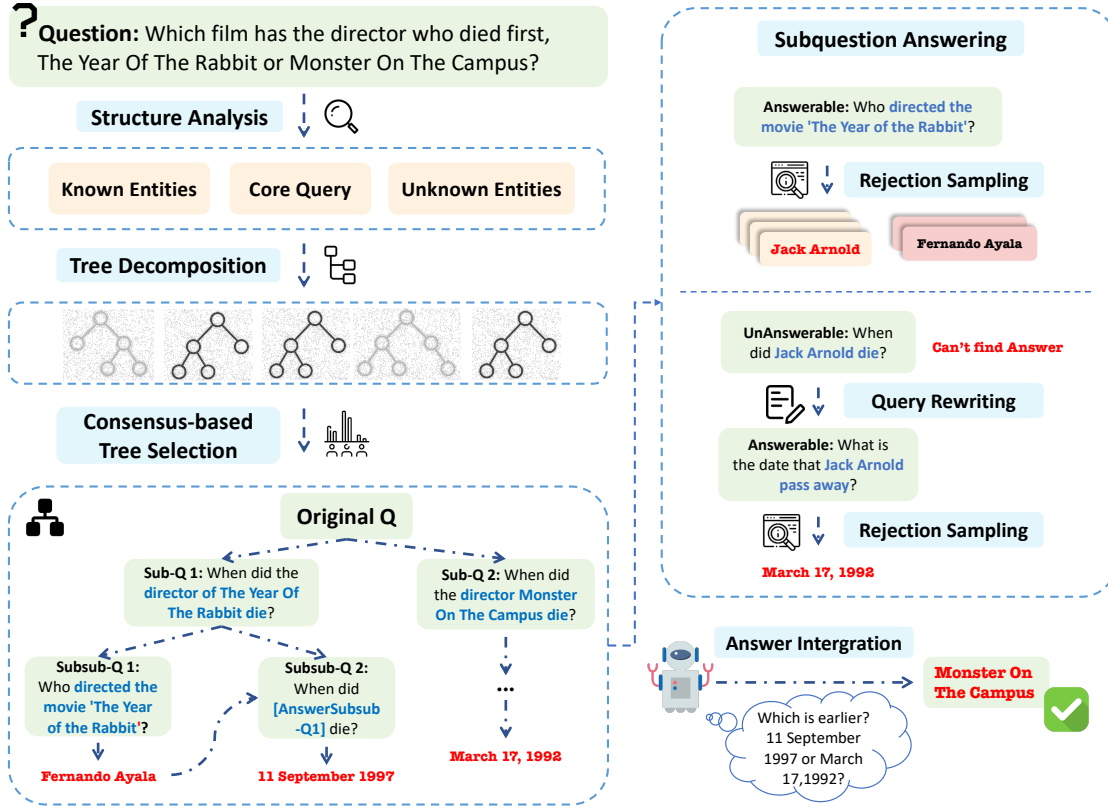 ?
Question: Which film has the director who died first,
The Year Of The Rabbit or Monster On The Campus?
Structure Analysis
Known Entities
Core Query
Unknown Entities
Tree Decomposition
Consensus-based
Tree Selection
Original Q
Sub-Q 1: When did the
director of The Year Of
The Rabbit die?
Sub-Q 2: When did
the director Monster
On The Campus die?
Subsub-Q 1:
Who directed the
movie 'The Year
of the Rabbit'?
Subsub-Q 2:
When did
[AnswerSubsub
-Q1] die?
...
Fernando Ayala
11 September 1997
March 17, 1992
Subquestion Answering
Answerable: Who directed the
movie 'The Year of the Rabbit'?
Rejection Sampling
Jack Arnold
Fernando Ayala
UnAnswerable: When
did Jack Arnold die?
Can't find Answer
Query Rewriting
Answerable: What is
the date that Jack Arnold
pass away?
Rejection Sampling
March 17, 1992
Answer Intergration
Monster On
The Campus
Which is earlier?
11 September
1997 or March
17,1992?